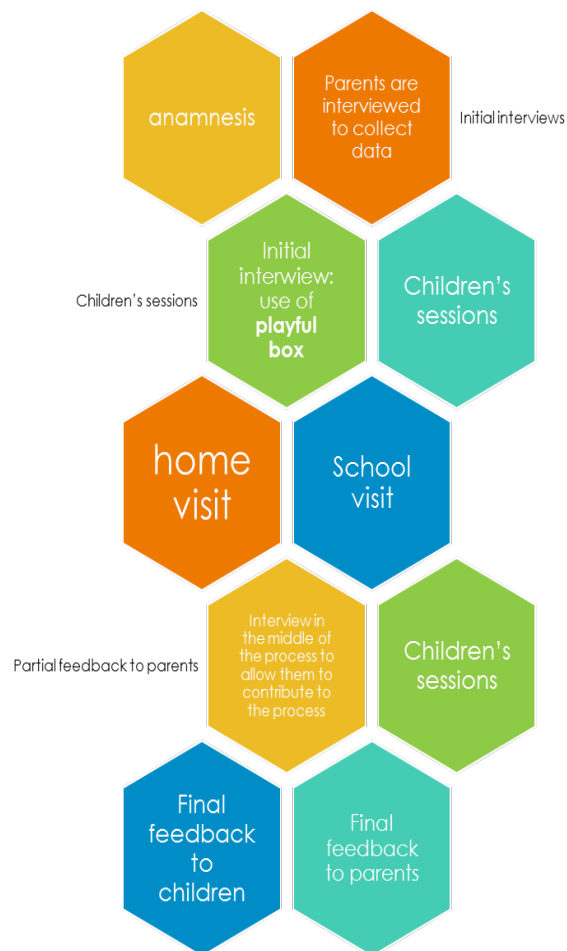 anamnesis
Parents are
interviewed
to collect
data
Initial interviews
Children's sessions
Initial
interwiew:
use of
playful
box
Children's
sessions
home
visit
School
visit
Partial feedback to parents
Interview in
the middle of
the process to
allow them to
contribute to
the process
Children's
sessions
Final
feedback
to
children
Final
feedback
to parents